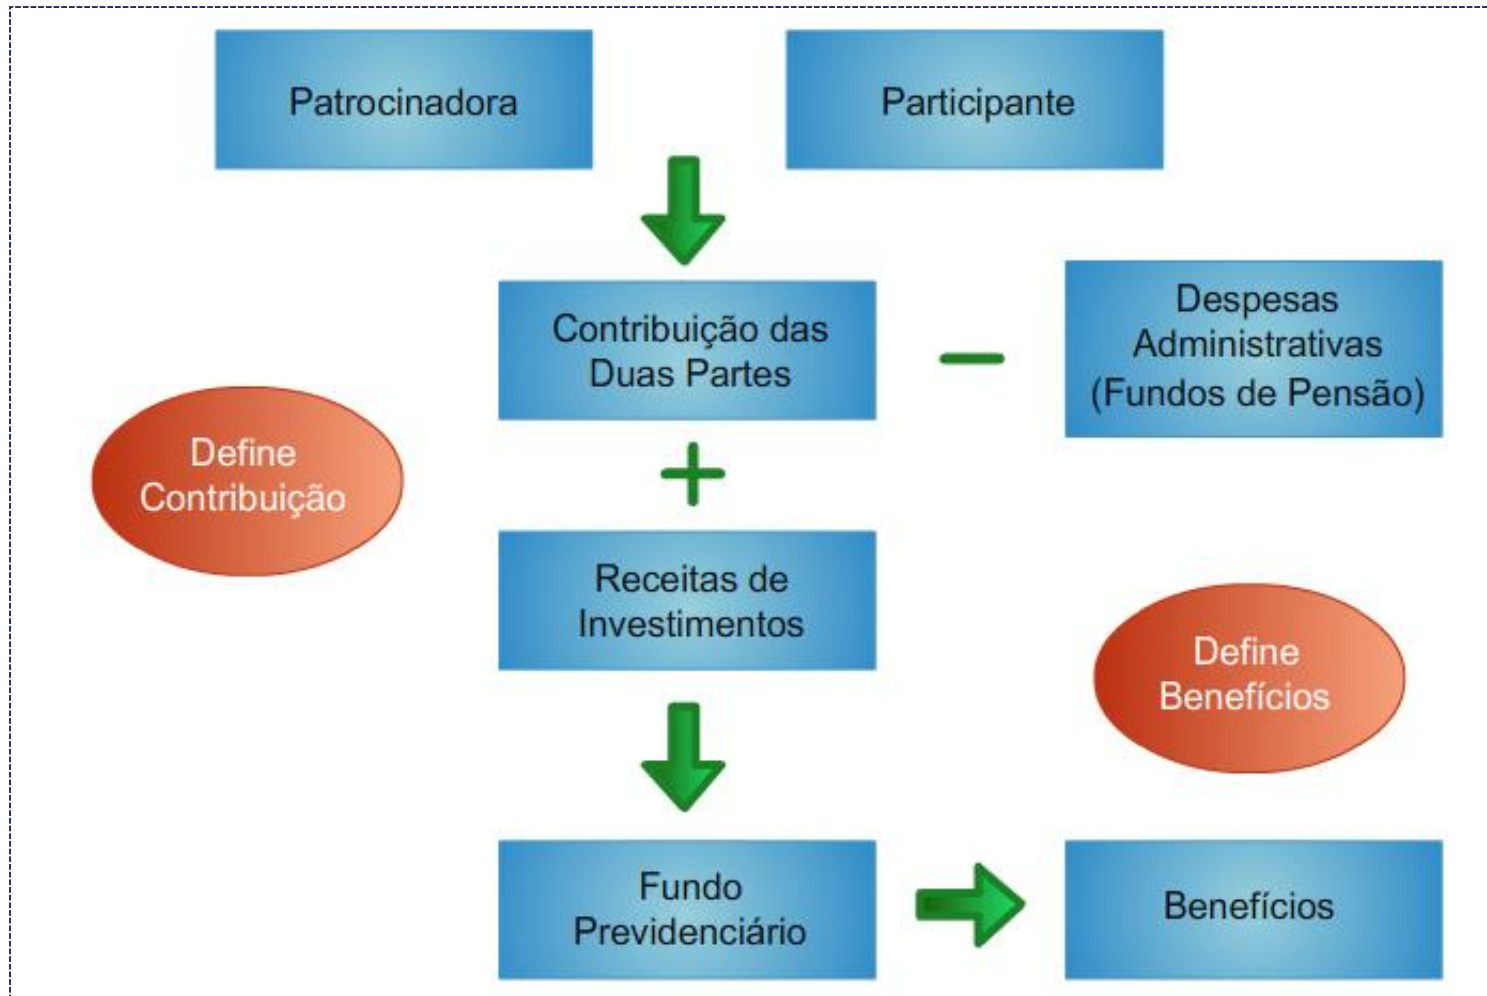 Patrocinadora
Participante
Contribuição das
Duas Partes
Despesas
Administrativas
(Fundos de Pensão)
Define
Contribuição
Receitas de
Investimentos
Define
Benefícios
Fundo
Previdenciário
Benefícios